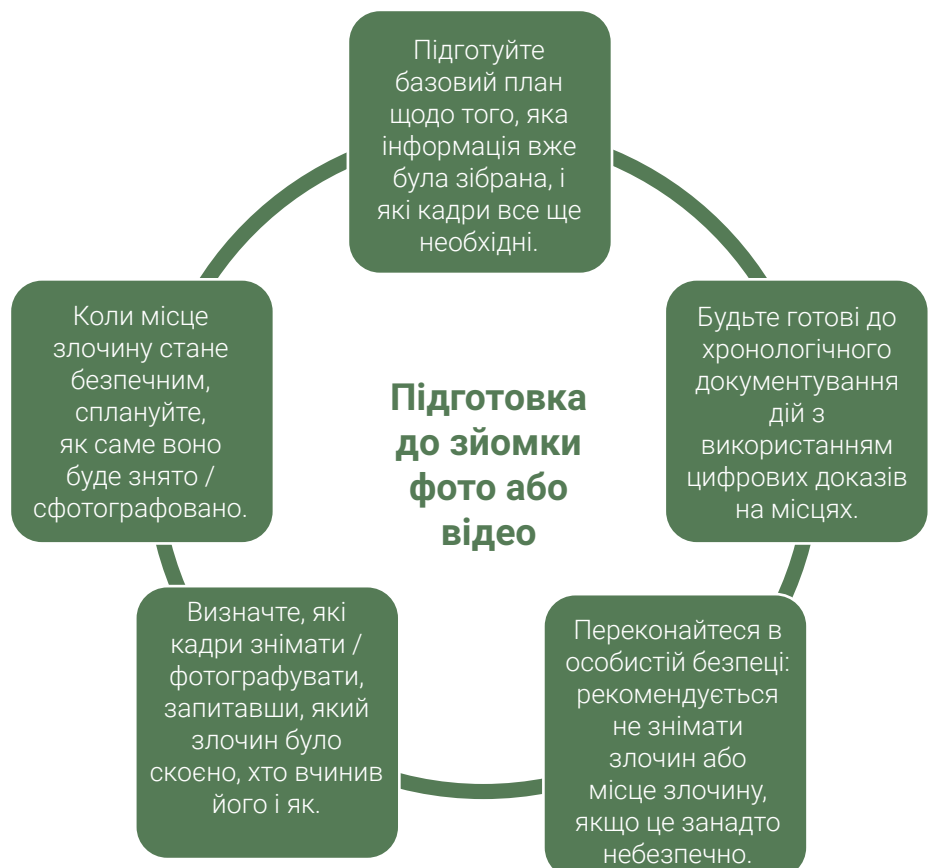 Підготуйте
базовий план
щодо того, яка
інформація вже
була зібрана, і
які кадри все ще
необхідні.
Будьте готові до
хронологічного
документування
дій з
використанням
цифрових доказів
на місцях.
Переконайтеся в
особистій безпеці:
рекомендується
не знімати
злочин або
місце злочину,
якщо це занадто
небезпечно.
Визначте, які
кадри знімати /
фотографувати,
запитавши, який
злочин було
скоєно, хто вчинив
його і як.
Коли місце
злочину стане
безпечним,
сплануйте,
як саме воно
буде знято /
сфотографовано.
Підготовка
до зйомки
фото або
відео